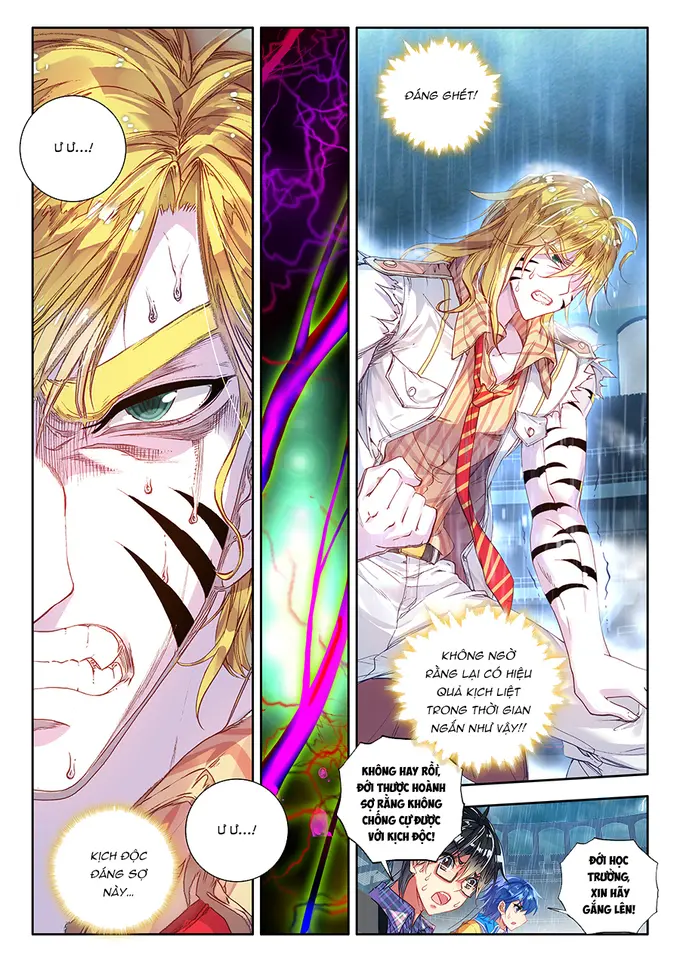 Ư Ư...!
KỊCH ĐỘC
ĐÁNG SỢ
NÀY...
Ư Ư...!
ĐÁNG GHÉT!
KHÔNG NGỜ
RẰNG LẠI CÓ HIỆU
QUẢ KỊCH LIỆT
TRONG THỜI GIAN
NGẮN NHƯ VẬY!!
KHÔNG HAY RỒI,
ĐỚI THƯỢC HOÀNH
SỢ RẰNG KHÔNG
CHỐNG CỰ ĐƯỢC
VỚI KỊCH ĐỘC!
ĐỚI HỌC
TRƯỜNG,
XIN HÃY
GẮNG LÊN!